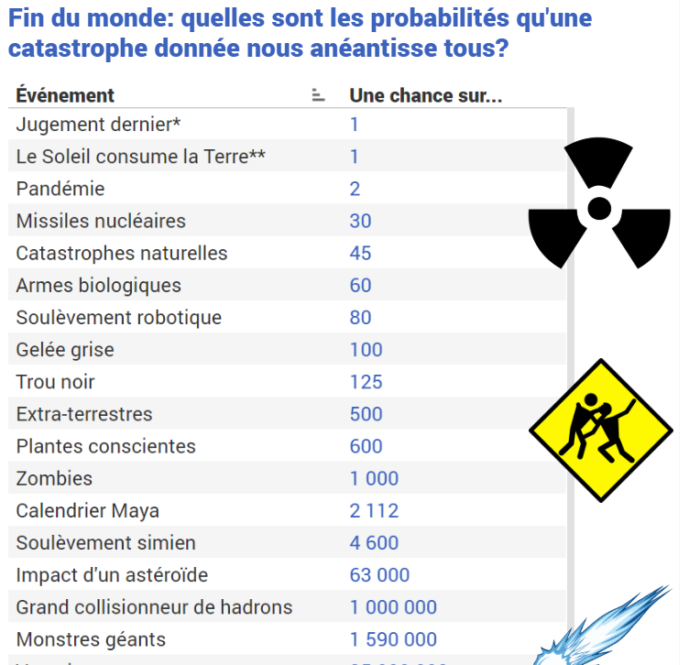 Fin du monde: quelles sont les probabilités qu'une
catastrophe donnée nous anéantisse tous?
Événement Une chance sur...
Jugement dernier* 1
Le Soleil consume la Terre** 1
Pandémie 2
Missiles nucléaires 30
Catastrophes naturelles 45
Armes biologiques 60
Soulèvement robotique 80
Gelée grise 100
Trou noir 125
Extra-terrestres 500
Plantes conscientes 600
Zombies 1 000
Calendrier Maya 2 112
Soulèvement simien 4 600
Impact d'un astéroïde 63 000
Grand collisionneur de hadrons 1 000 000
Monstres géants 1 590 000